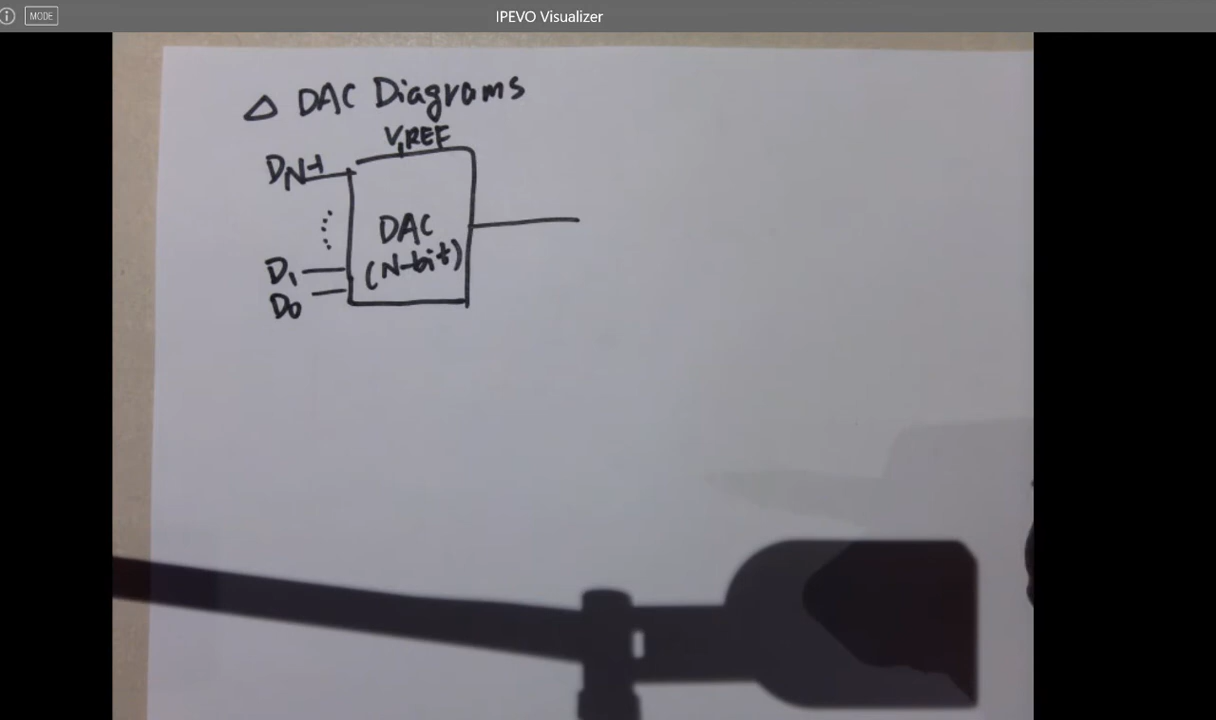 MODE
IPEVO Visualizer
△ DAC Diagrams
VREF
DN-1
DAC
(N-bit)
D1
D0